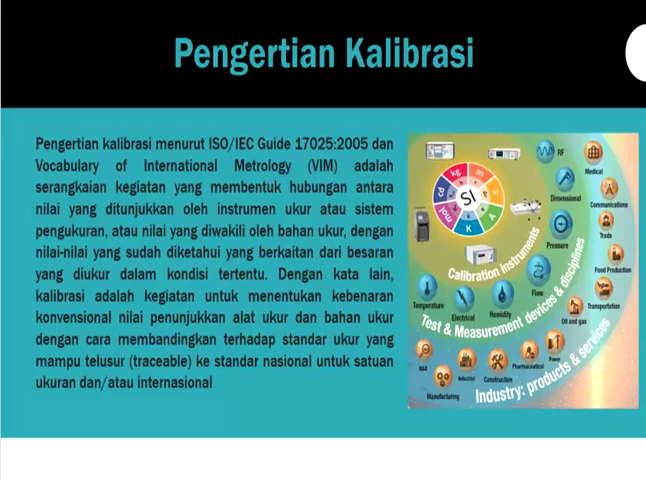 Pengertian Kalibrasi
Pengertian kalibrasi menurut ISO/IEC Guide 17025:2005 dan
Vocabulary of International Metrology (VIM) adalah
serangkaian kegiatan yang membentuk hubungan antara
nilai yang ditunjukkan oleh instrumen ukur atau sistem
pengukuran, atau nilai yang diwakili oleh bahan ukur, dengan
nilai-nilai yang sudah diketahui yang berkaitan dari besaran
yang diukur dalam kondisi tertentu. Dengan kata lain,
kalibrasi adalah kegiatan untuk menentukan kebenaran
konvensional nilai penunjukkan alat ukur dan bahan ukur
dengan cara membandingkan terhadap standar ukur yang
mampu telusur (traceable) ke standar nasional untuk satuan
ukuran dan/atau internasional
kg
m
cd
SI
s
mol
A
K
RF
Medical
Dimensional
Communications
Trade
Pressure
Calibration Instruments
Food Production
Flow
Temperature
Electrical
Humidity
Transportation
Oil and gas
Test & Measurement devices & disciplines
Power
Pharmaceutical
R&D
Industrial
Construction
Manufacturing
Industry: products & services